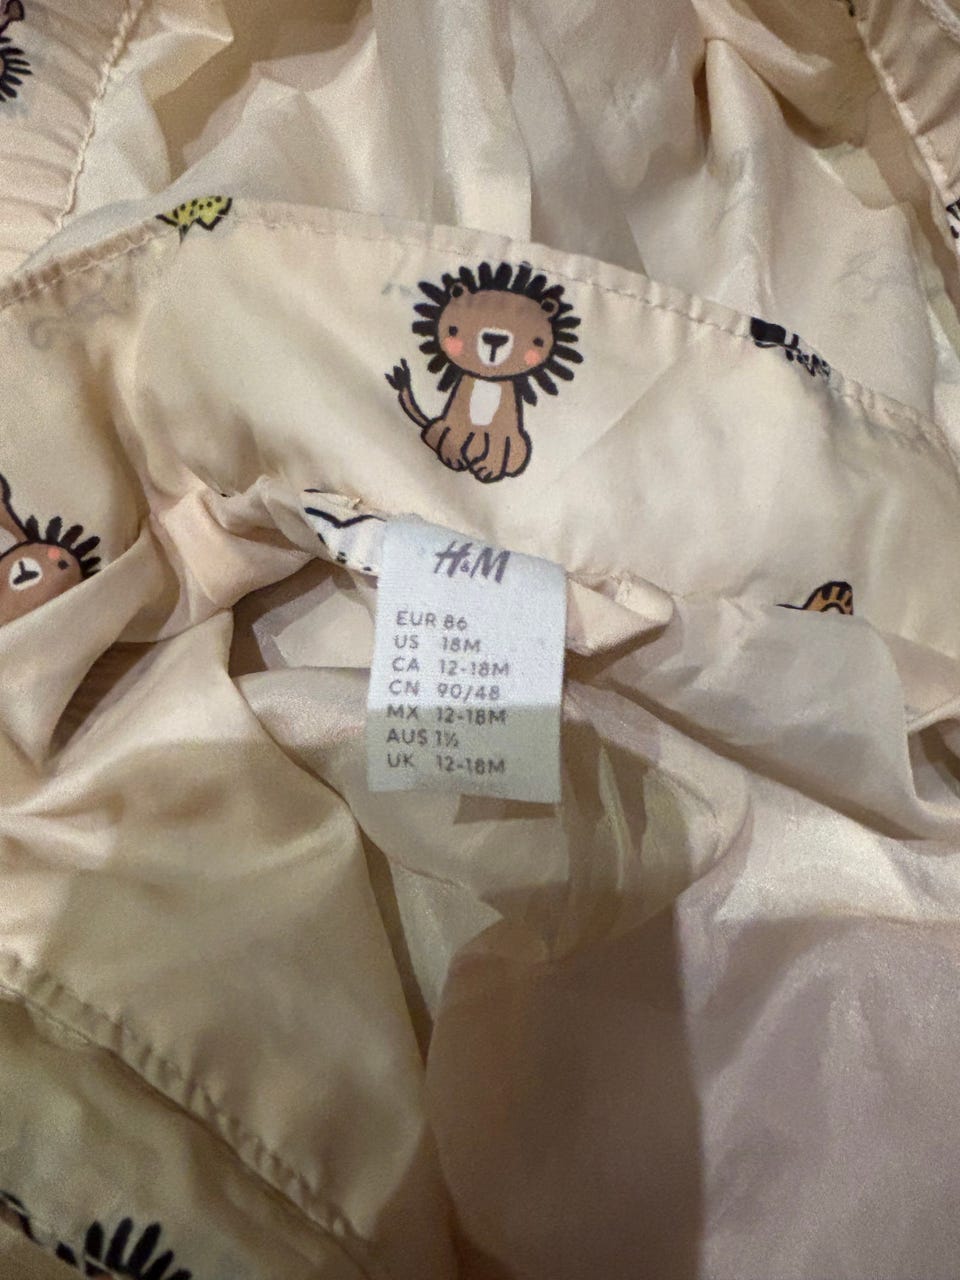 H&M
EUR 86
US 18M
CA 12-18M
CN 90/48
MX 12-18M
AUS 1½
UK 12-18M